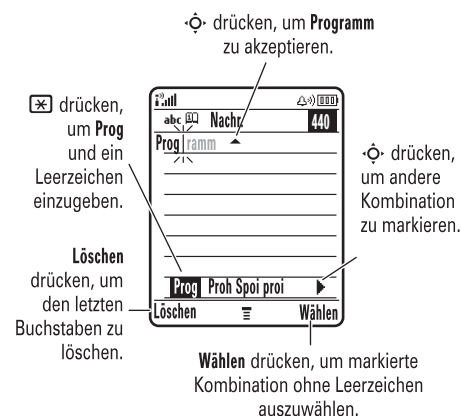 drücken, um Programm
zu akzeptieren.
* drücken,
um Prog
und ein
Leerzeichen
einzugeben.
Löschen
drücken, um
den letzten
Buchstaben zu
löschen.
abc Nachr. 440
Programm
Prog Proh Spoi proi
Löschen Wählen
drücken,
um andere
Kombination
zu markieren.
Wählen drücken, um markierte
Kombination ohne Leerzeichen
auszuwählen.